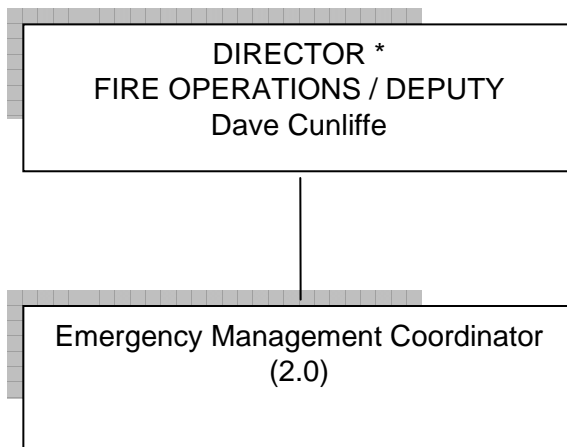 DIRECTOR *
FIRE OPERATIONS / DEPUTY
Dave Cunliffe
Emergency Management Coordinator
(2.0)